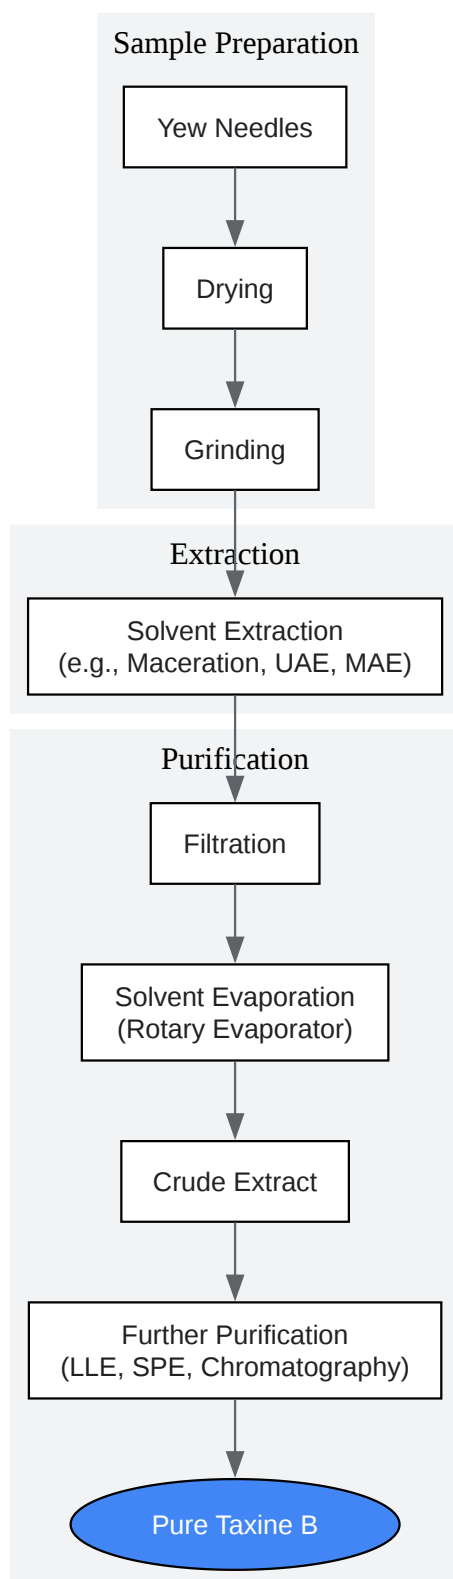 Sample Preparation
Yew Needles
Drying
Grinding
Extraction
Solvent Extraction
(e.g., Maceration, UAE, MAE)
Purification
Filtration
Solvent Evaporation
(Rotary Evaporator)
Crude Extract
Further Purification
(LLE, SPE, Chromatography)
Pure Taxine B